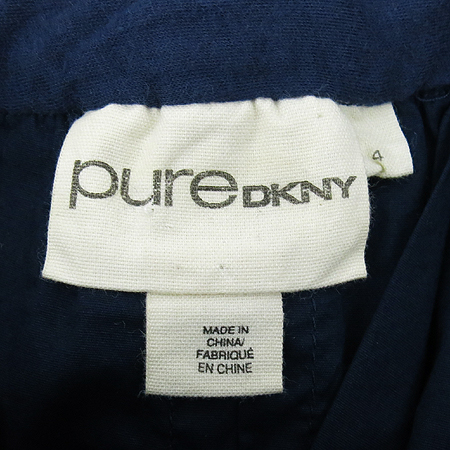 pureDKNY
4
MADE IN
CHINA/
FABRIQUÉ
EN CHINE